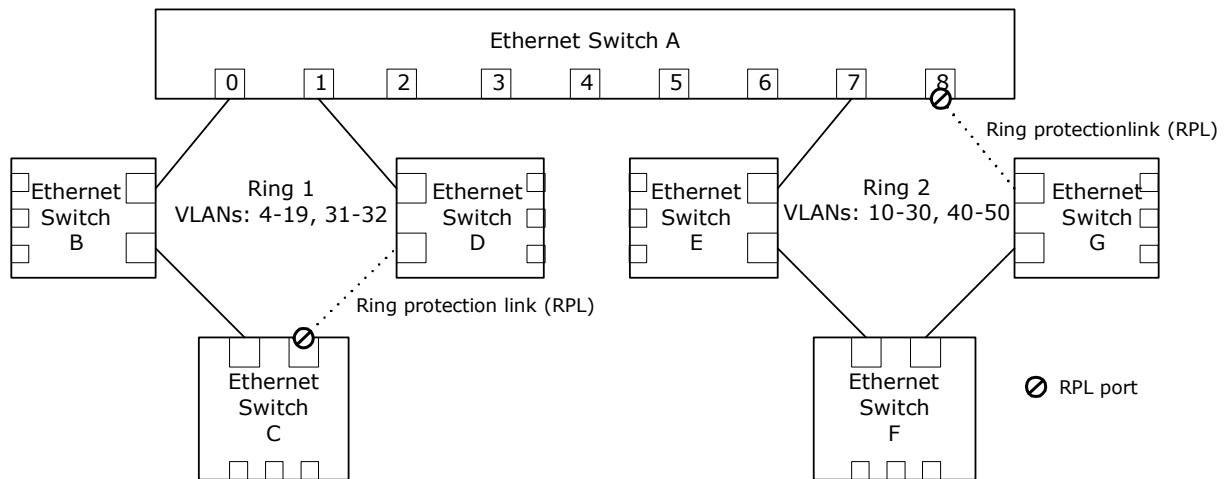 Ethernet Switch A
0 1 2 3 4 5 6 7 8
Ring protectionlink (RPL)
Ethernet
Switch
B
Ring 1
VLANs: 4-19, 31-32
Ethernet
Switch
D
Ethernet
Switch
E
Ring 2
VLANs: 10-30, 40-50
Ethernet
Switch
G
Ring protection link (RPL)
Ethernet
Switch
C
Ethernet
Switch
F
RPL port